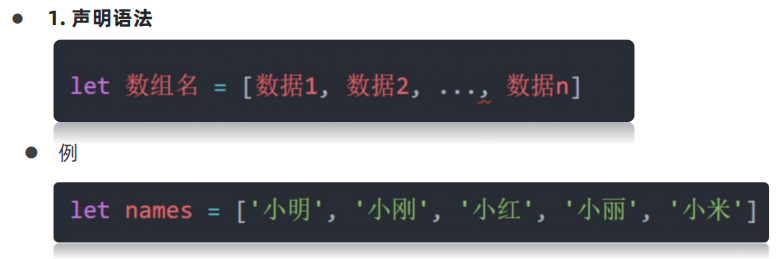 1. 声明语法
let 数组名 = [数据1, 数据2, ..., 数据n]
例
let names = ['小明', '小刚', '小红', '小丽', '小米']